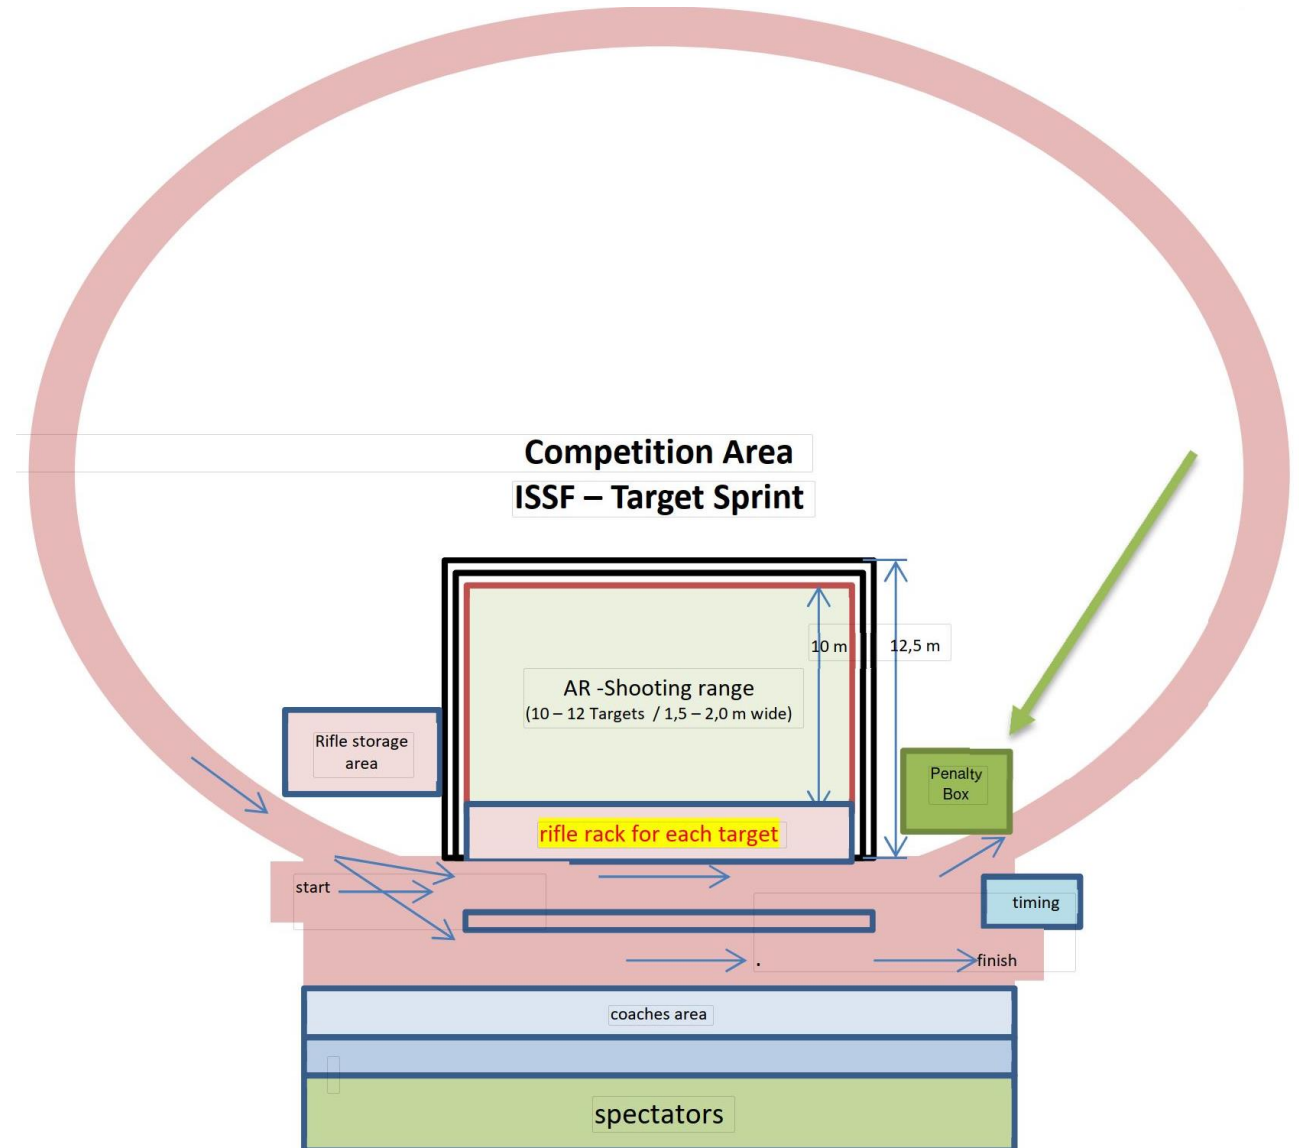 Competition Area
ISSF – Target Sprint
10 m
12,5 m
AR -Shooting range
(10 – 12 Targets  / 1,5 – 2,0 m wide)
Rifle storage
area
Penalty
Box
rifle rack for each target
start
timing
.
finish
coaches area
spectators